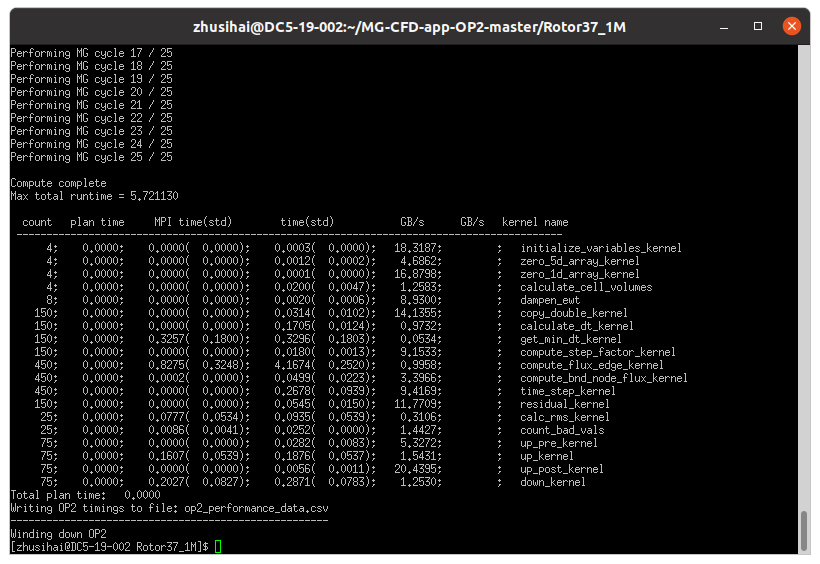 zhusihai@DC5-19-002:~/MG-CFD-app-OP2-master/Rotor37_1M
Performing MG cycle 17 / 25
Performing MG cycle 18 / 25
Performing MG cycle 19 / 25
Performing MG cycle 20 / 25
Performing MG cycle 21 / 25
Performing MG cycle 22 / 25
Performing MG cycle 23 / 25
Performing MG cycle 24 / 25
Performing MG cycle 25 / 25
Compute complete
Max total runtime = 5.721130
count   plan time     MPI time(std)        time(std)           GB/s      GB/s   kernel name
-----------------------------------------------------------------------------------
4;    0.0000;    0.0000(  0.0000);    0.0003(  0.0000);   18.3187;         ;   initialize_variables_kernel
4;    0.0000;    0.0000(  0.0000);    0.0012(  0.0002);    4.6862;         ;   zero_5d_array_kernel
4;    0.0000;    0.0000(  0.0000);    0.0001(  0.0000);   16.8798;         ;   zero_1d_array_kernel
4;    0.0000;    0.0000(  0.0000);    0.0200(  0.0047);    1.2583;         ;   calculate_cell_volumes
8;    0.0000;    0.0000(  0.0000);    0.0020(  0.0006);    8.9300;         ;   dampen_ewt
150;    0.0000;    0.0000(  0.0000);    0.0314(  0.0102);   14.1355;         ;   copy_double_kernel
150;    0.0000;    0.0000(  0.0000);    0.1705(  0.0124);    0.9732;         ;   calculate_dt_kernel
150;    0.0000;    0.3257(  0.1800);    0.3296(  0.1803);    0.0534;         ;   get_min_dt_kernel
150;    0.0000;    0.0000(  0.0000);    0.0180(  0.0013);    9.1533;         ;   compute_step_factor_kernel
450;    0.0000;    0.8275(  0.3248);    4.1674(  0.2520);    0.9958;         ;   compute_flux_edge_kernel
450;    0.0000;    0.0002(  0.0000);    0.0499(  0.0223);    3.3966;         ;   compute_bnd_node_flux_kernel
450;    0.0000;    0.0000(  0.0000);    0.2678(  0.0939);    9.4169;         ;   time_step_kernel
150;    0.0000;    0.0000(  0.0000);    0.0545(  0.0150);   11.7709;         ;   residual_kernel
25;    0.0000;    0.0777(  0.0534);    0.0935(  0.0539);    0.3106;         ;   calc_rms_kernel
25;    0.0000;    0.0086(  0.0041);    0.0252(  0.0000);    1.4427;         ;   count_bad_vals
75;    0.0000;    0.0000(  0.0000);    0.0282(  0.0083);    5.3272;         ;   up_pre_kernel
75;    0.0000;    0.1607(  0.0539);    0.1876(  0.0537);    1.5431;         ;   up_kernel
75;    0.0000;    0.0000(  0.0000);    0.0056(  0.0011);   20.4395;         ;   up_post_kernel
75;    0.0000;    0.2027(  0.0827);    0.2871(  0.0783);    1.2530;         ;   down_kernel
Total plan time:   0.0000
Writing OP2 timings to file: op2_performance_data.csv
-----------------------------------------------------
Winding down OP2
[zhusihai@DC5-19-002 Rotor37_1M]$